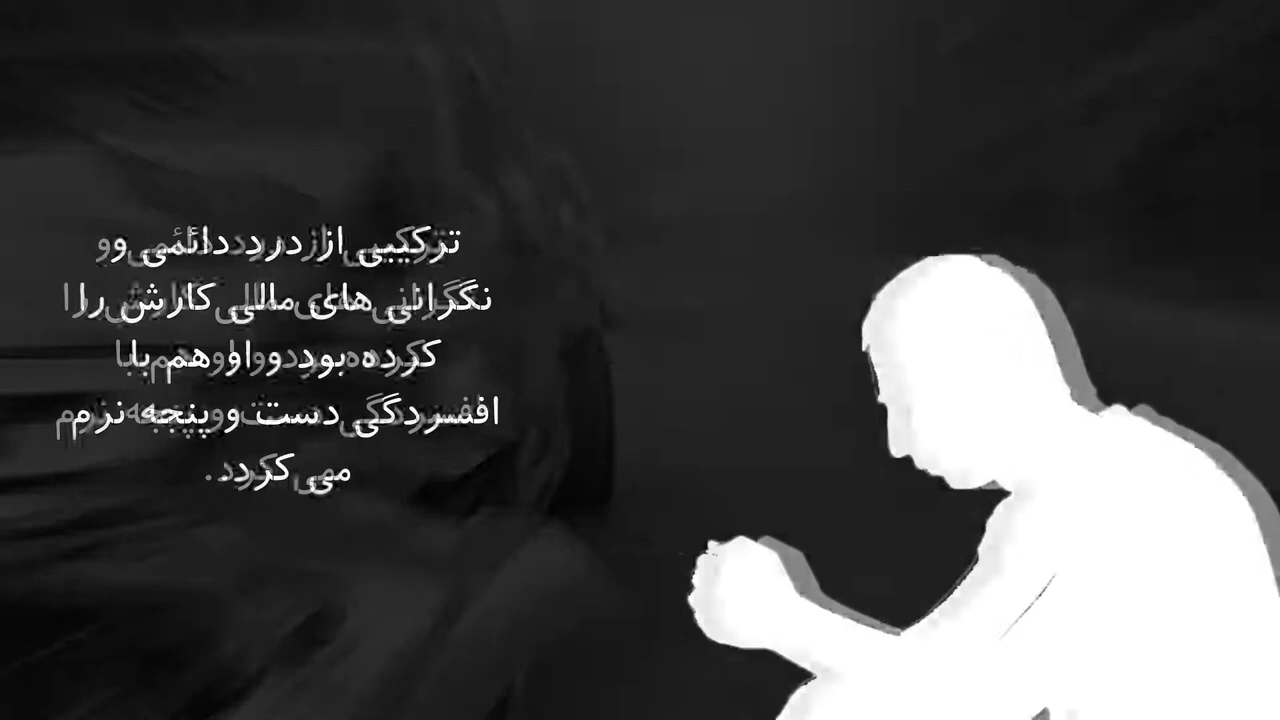 ترکیبی از درد دائمی و
نگرانی های مالی کارش را
کرده بود و او هم با
افسردگی دست و پنجه نرم
می کرد.